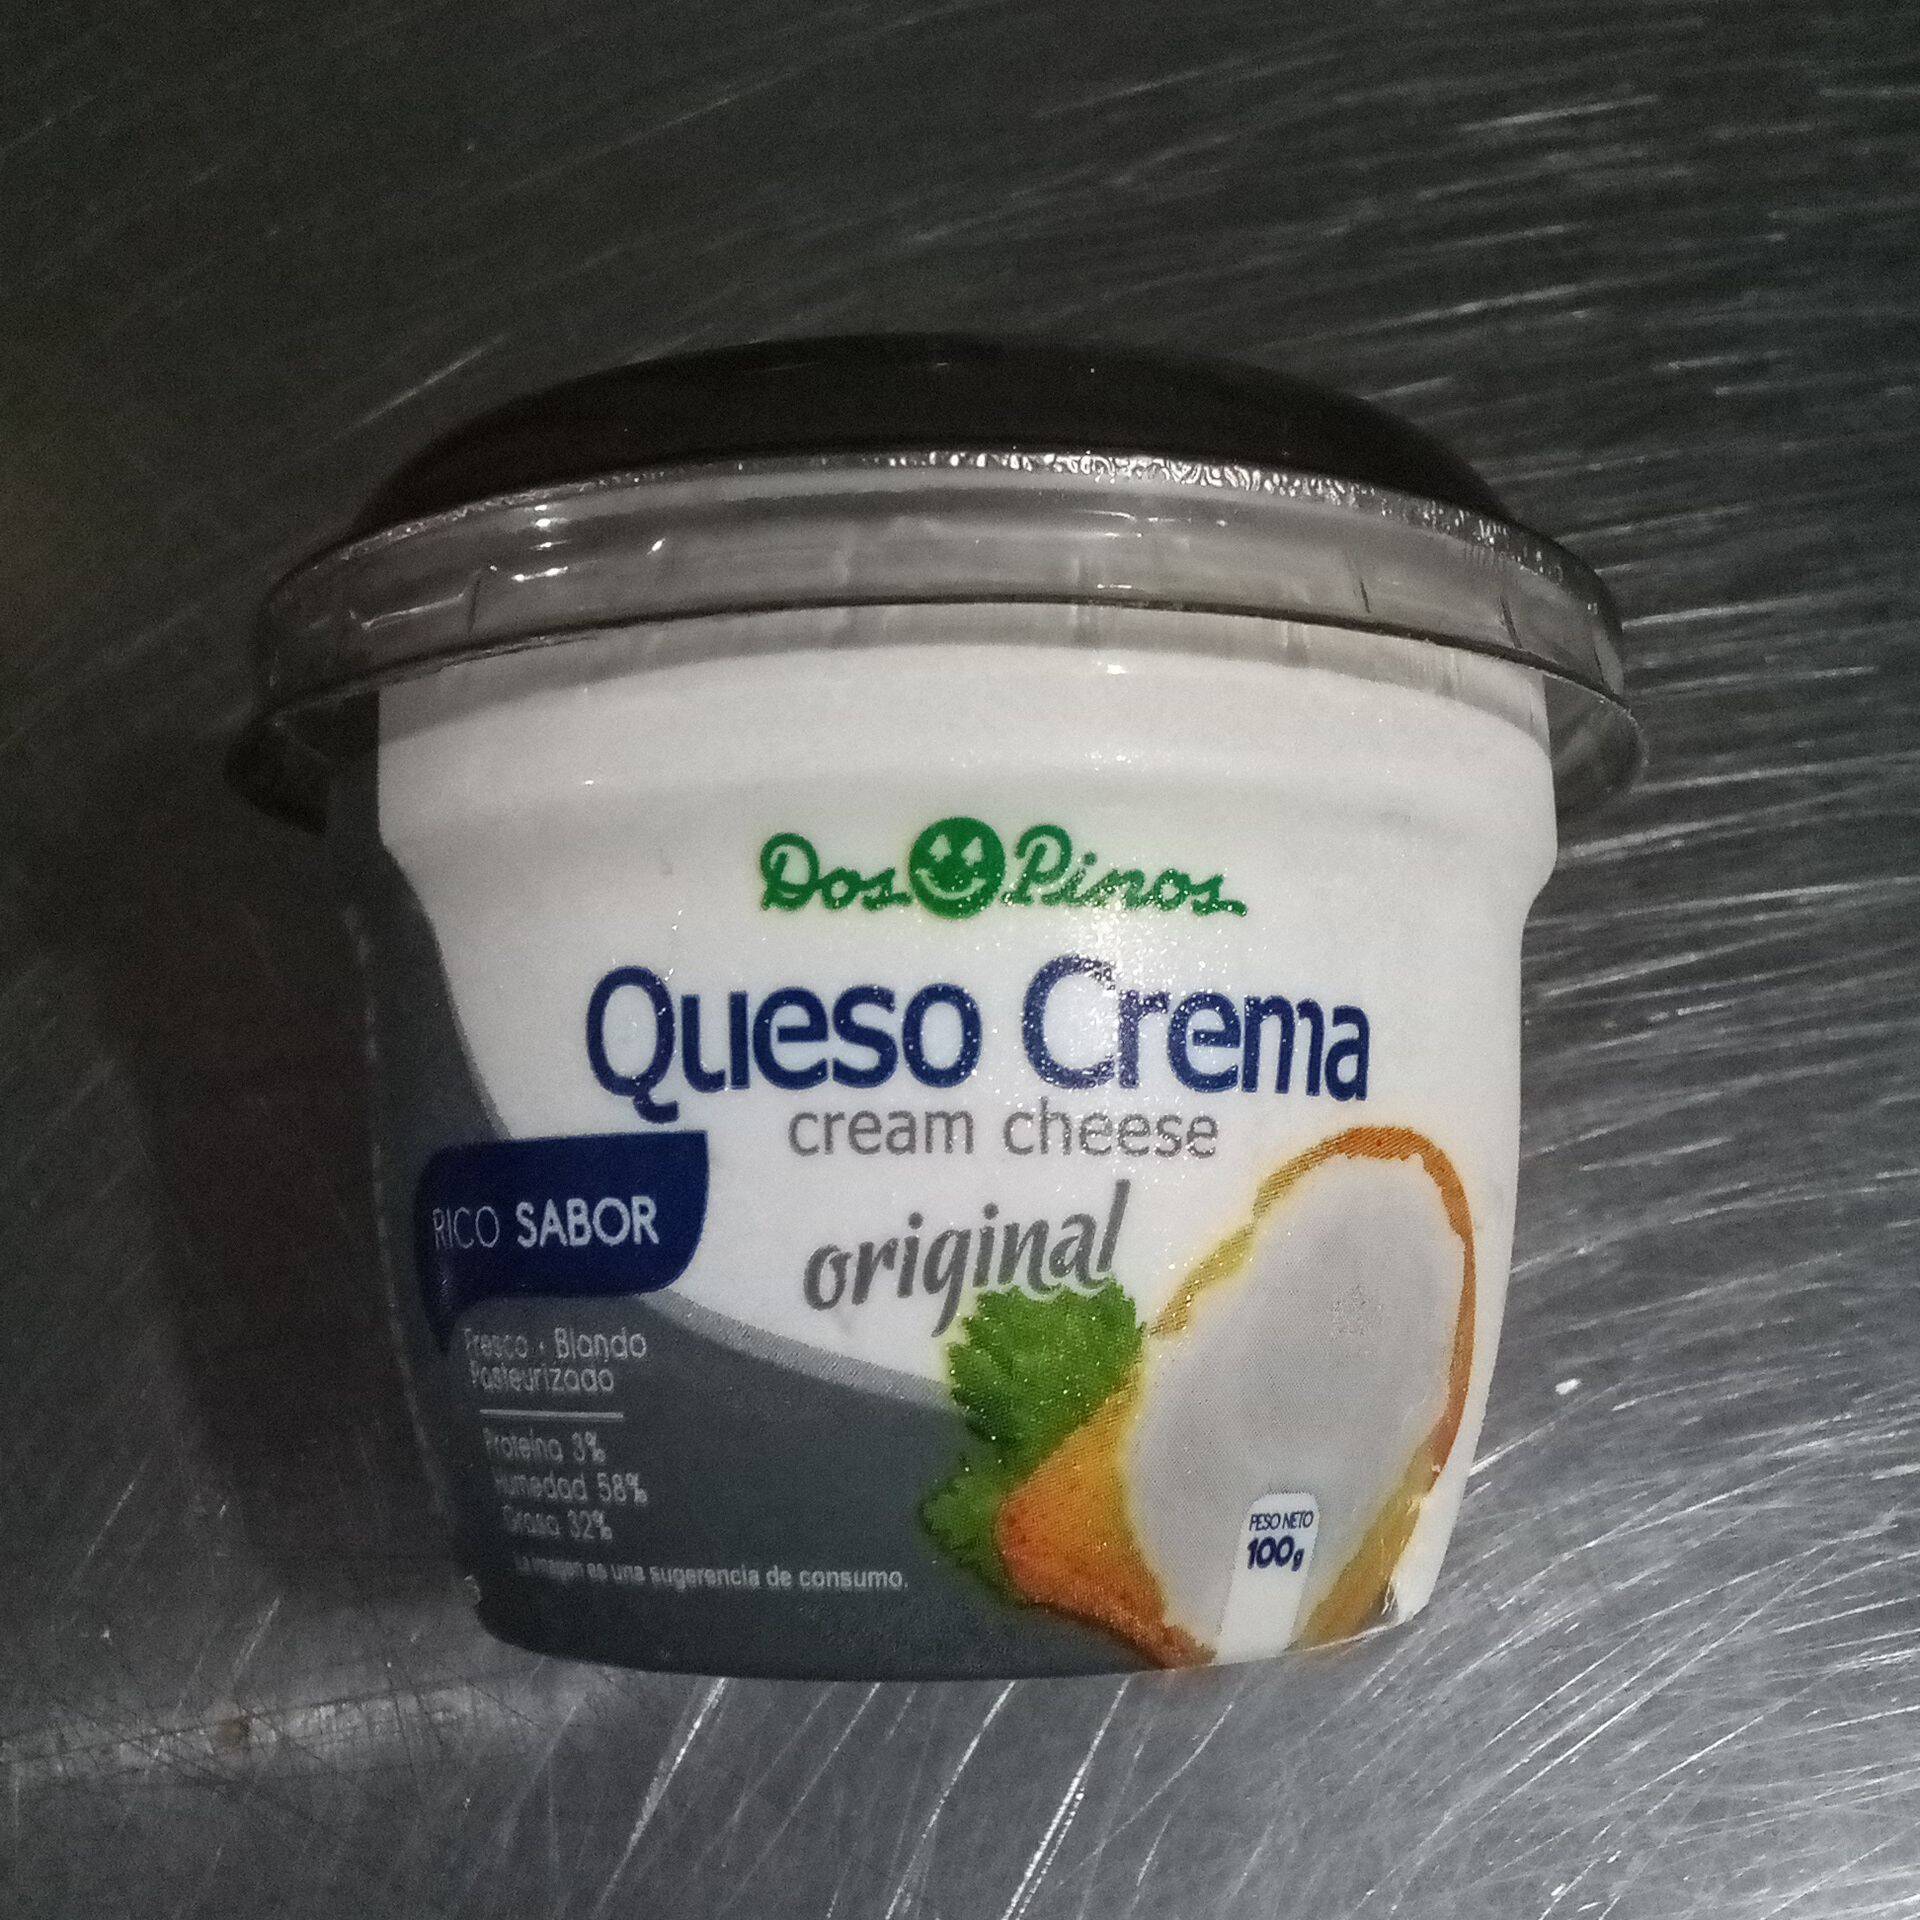 Dos Pinos
Queso Crema
cream cheese
original
RICO SABOR
Fresco • Blando
Pasteurizado
Proteína 3%
Humedad 58%
Grasa 32%
La imagen es una sugerencia de consumo.
PESO NETO
100g